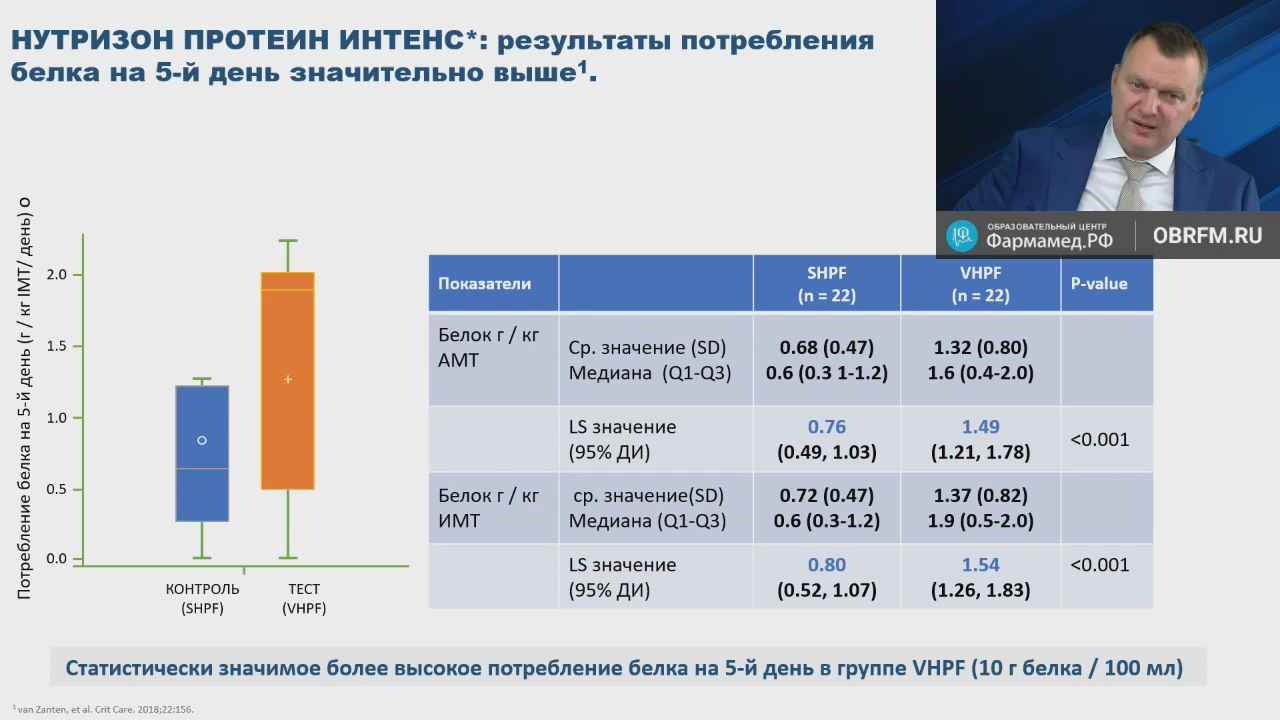 НУТРИЗОН ПРОТЕИН ИНТЕНС*: результаты потребления
белка на 5-й день значительно выше¹.
ОБРАЗОВАТЕЛЬНЫЙ ЦЕНТР
Фармамед.РФ
OBRFM.RU
Потребление белка на 5-й день (г / кг ІМТ/ день) о
2.0
1.5
1.0
0.5
0.0
КОНТРОЛЬ
(SHPF)
ТЕСТ
(VHPF)
Показатели
SHPF
(n = 22)
VHPF
(n = 22)
P-value
Белок г / кг
АМТ
Ср. значение (SD)
Медиана (Q1-Q3)
0.68 (0.47)
0.6 (0.3 1-1.2)
1.32 (0.80)
1.6 (0.4-2.0)
LS значение
(95% ДИ)
0.76
(0.49, 1.03)
1.49
(1.21, 1.78)
<0.001
Белок г / кг
ИМТ
ср. значение(SD)
Медиана (Q1-Q3)
0.72 (0.47)
0.6 (0.3-1.2)
1.37 (0.82)
1.9 (0.5-2.0)
LS значение
(95% ДИ)
0.80
(0.52, 1.07)
1.54
(1.26, 1.83)
<0.001
Статистически значимое более высокое потребление белка на 5-й день в группе VHPF (10 г белка / 100 мл)
¹ van Zanten, et al. Crit Care. 2018;22:156.